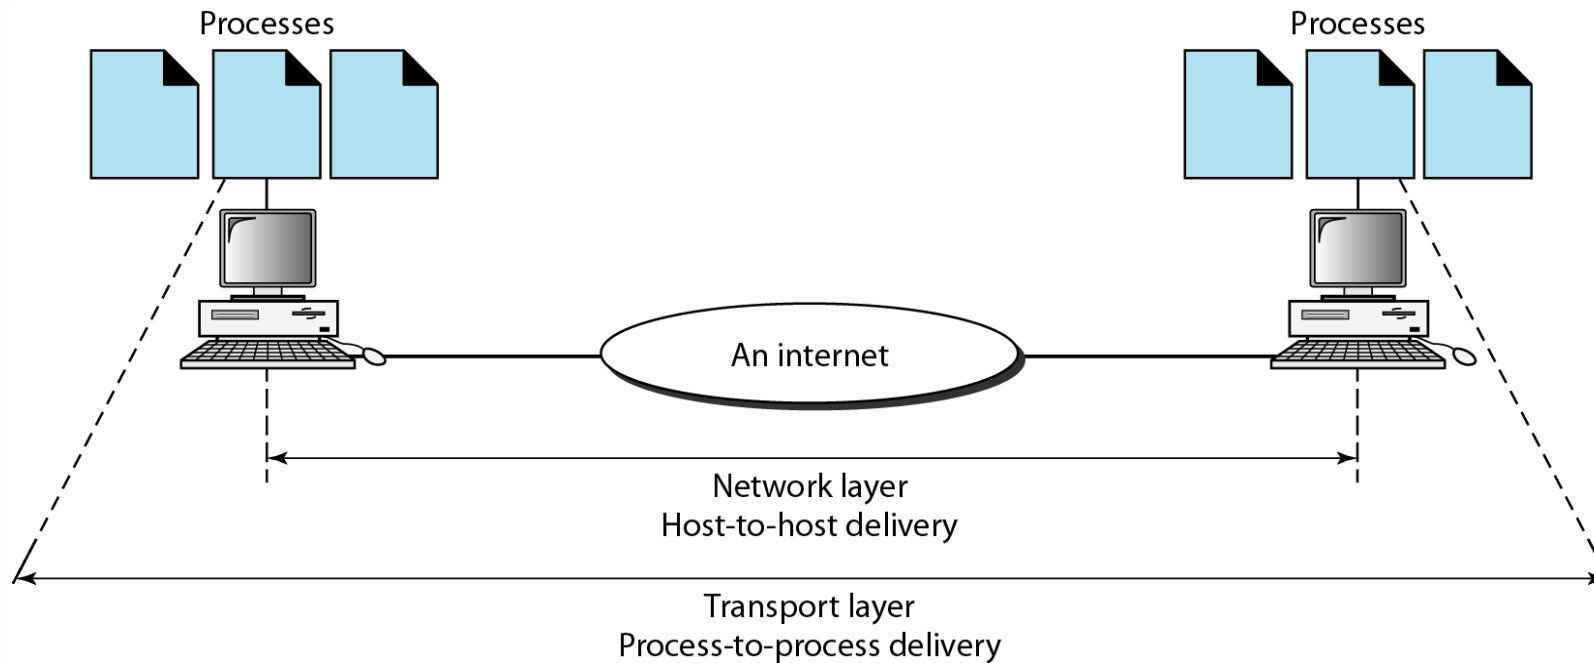 Processes
Processes
An internet
Network layer
Host-to-host delivery
Transport layer
Process-to-process delivery